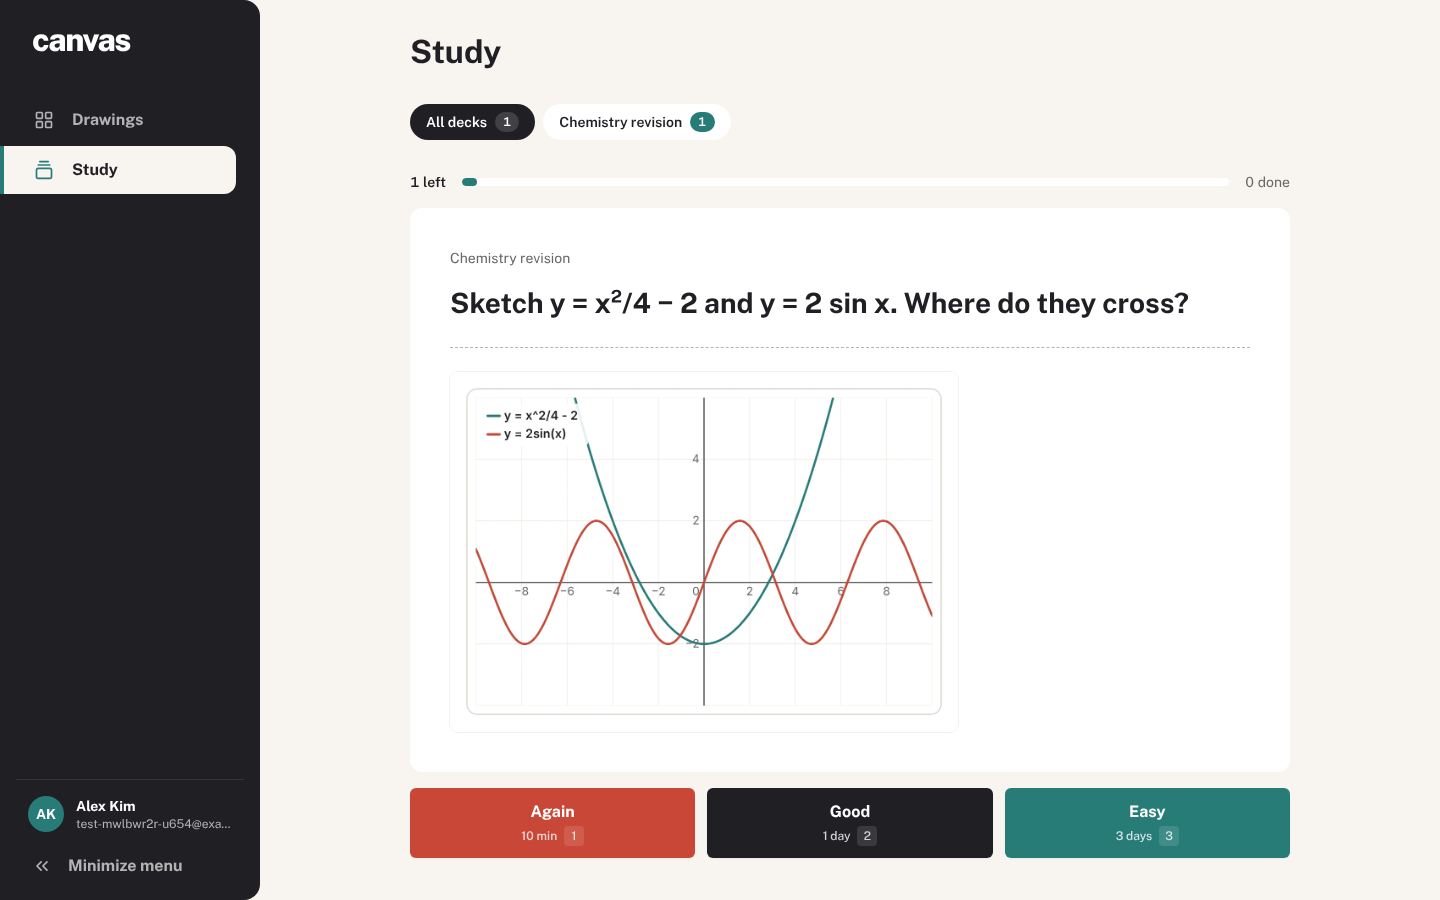 canvas
Drawings
Study
AK
Alex Kim
test-mwlbwr2r-u654@exa...
Minimize menu
Study
All decks 1
Chemistry revision 1
1 left
0 done
Chemistry revision
Sketch y = x²/4 − 2 and y = 2 sin x. Where do they cross?
y = x^2/4 - 2
y = 2sin(x)
4
2
−8 −6 −4 −2 0 2 4 6 8
−2
Again
10 min 1
Good
1 day 2
Easy
3 days 3